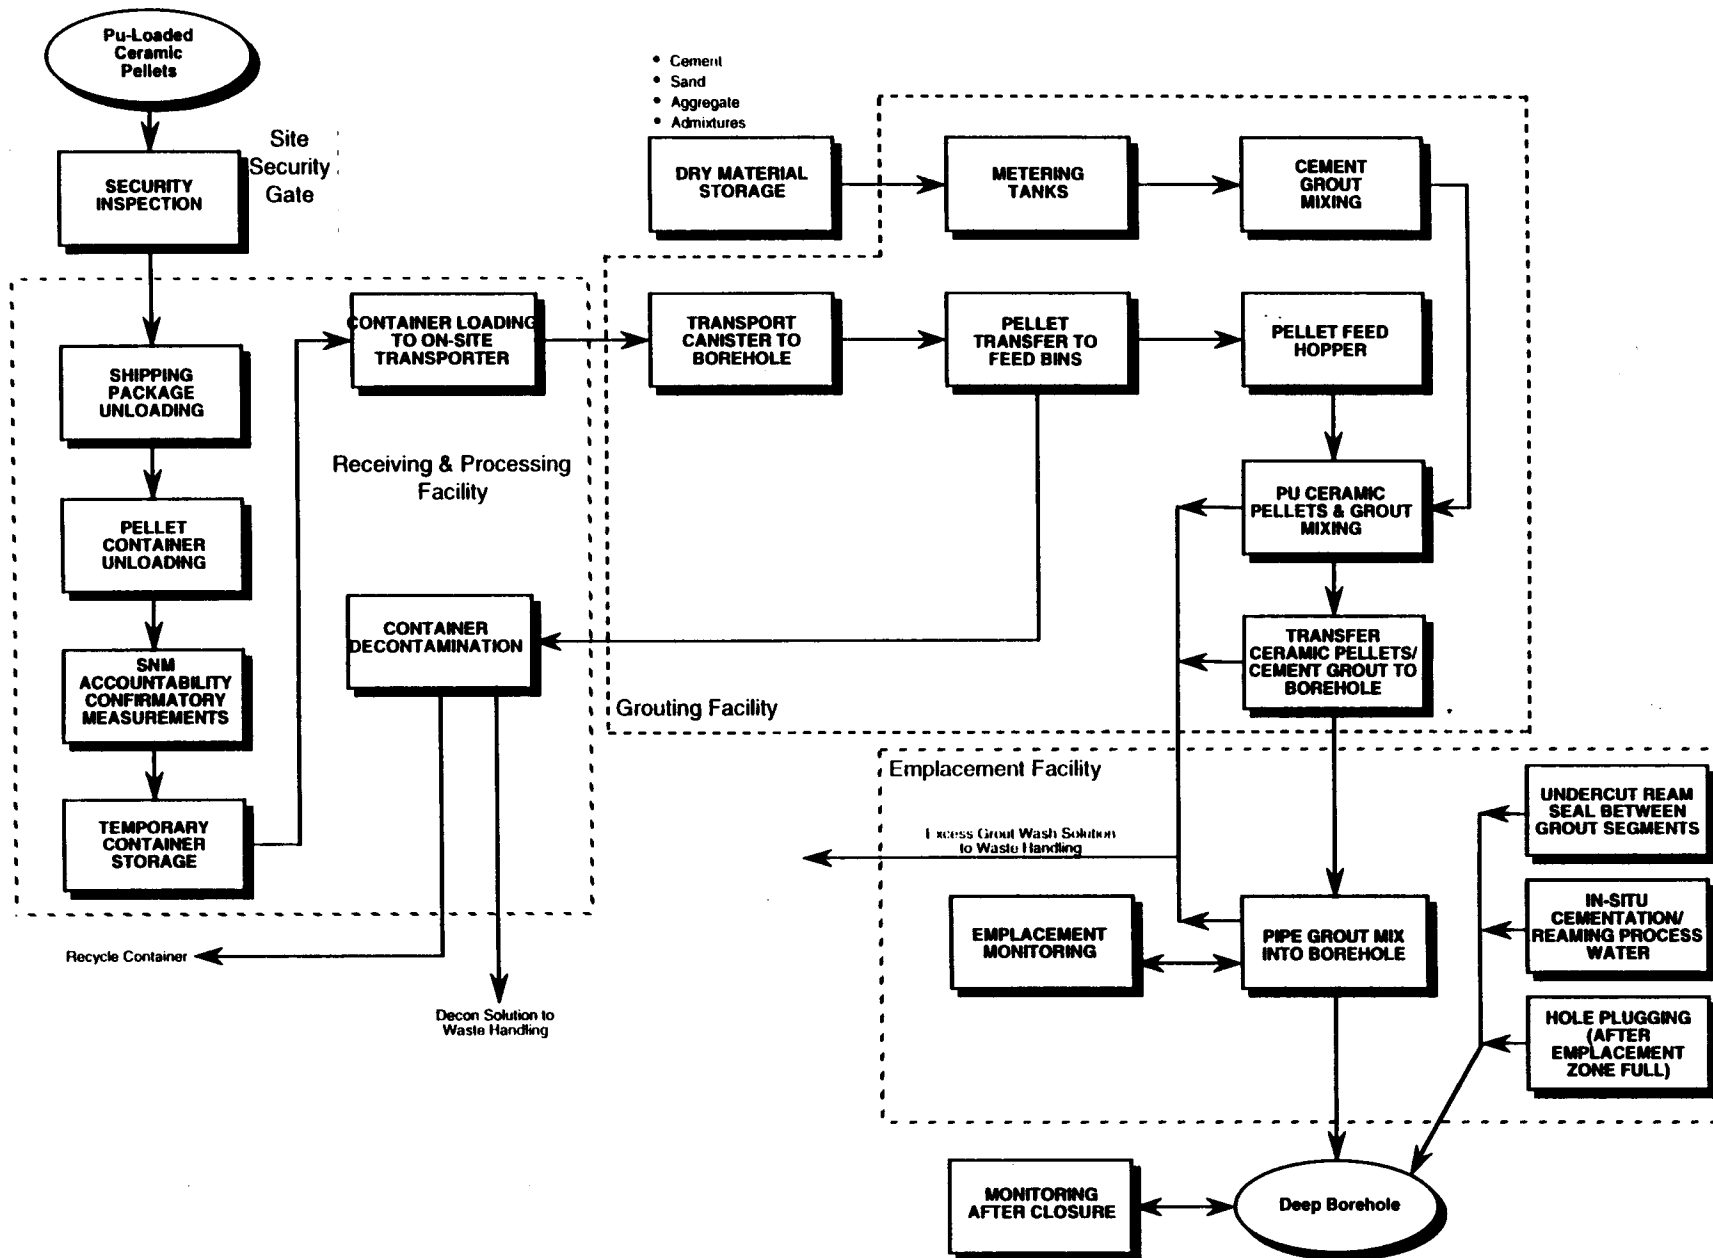 Pu-Loaded
Ceramic
Pellets
Site
Security
Gate
SECURITY
INSPECTION
• Cement
• Sand
• Aggregate
• Admixtures
DRY MATERIAL
STORAGE
METERING
TANKS
CEMENT
GROUT
MIXING
SHIPPING
PACKAGE
UNLOADING
CONTAINER LOADING
TO ON-SITE
TRANSPORTER
TRANSPORT
CANISTER TO
BOREHOLE
PELLET
TRANSFER TO
FEED BINS
PELLET FEED
HOPPER
Receiving & Processing
Facility
PELLET
CONTAINER
UNLOADING
PU CERAMIC
PELLETS & GROUT
MIXING
SNM
ACCOUNTABILITY
CONFIRMATORY
MEASUREMENTS
CONTAINER
DECONTAMINATION
TRANSFER
CERAMIC PELLETS/
CEMENT GROUT TO
BOREHOLE
Grouting Facility
TEMPORARY
CONTAINER
STORAGE
Emplacement Facility
Excess Grout Wash Solution
to Waste Handling
UNDERCUT REAM
SEAL BETWEEN
GROUT SEGMENTS
IN-SITU
CEMENTATION/
REAMING PROCESS
WATER
HOLE PLUGGING
(AFTER
EMPLACEMENT
ZONE FULL)
EMPLACEMENT
MONITORING
PIPE GROUT MIX
INTO BOREHOLE
Recycle Container
Decon Solution to
Waste Handling
MONITORING
AFTER CLOSURE
Deep Borehole